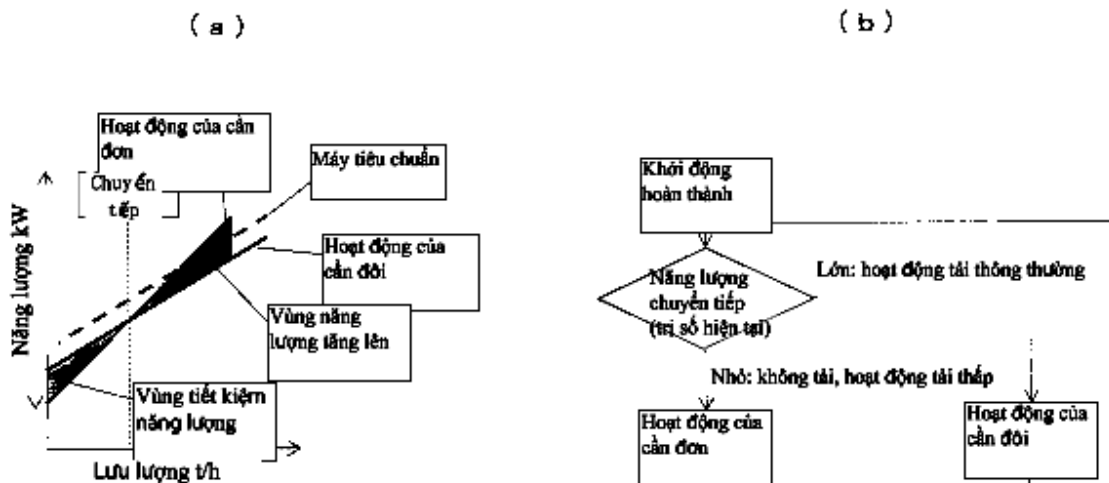 ( a )
( b )
Hoạt động của cần
đơn
Chuyển
tiếp
Máy tiêu chuẩn
Năng lượng kW
Hoạt động của
cần đôi
Vùng năng
lượng tăng lên
Vùng tiết kiệm
năng lượng
Lưu lượng t/h
Khởi động
hoàn thành
Năng lượng
chuyển tiếp
(trị số hiện tại)
Lớn: hoạt động tải thông thường
Nhỏ: không tải, hoạt động tải thấp
Hoạt động của
cần đơn
Hoạt động của
cần đôi